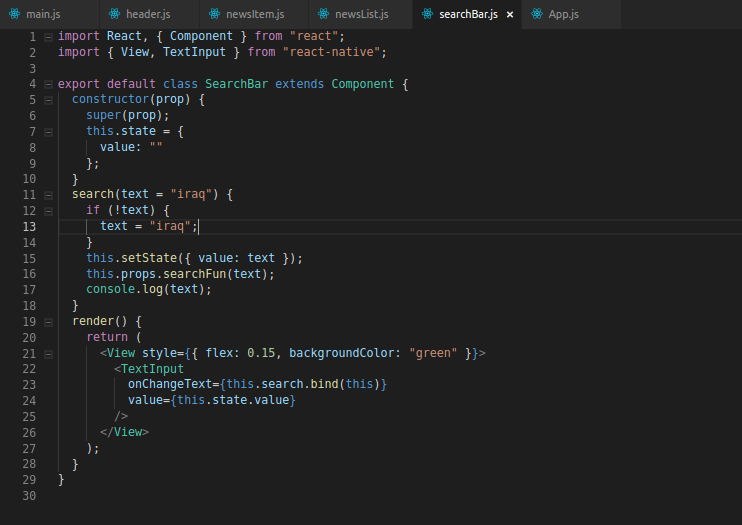 main.js header.js newsItem.js newsList.js searchBar.js × App.js
1 import React, { Component } from "react";
2 import { View, TextInput } from "react-native";
3
4 export default class SearchBar extends Component {
5   constructor(prop) {
6     super(prop);
7     this.state = {
8       value: ""
9     };
10   }
11   search(text = "iraq") {
12     if (!text) {
13       text = "iraq";
14     }
15     this.setState({ value: text });
16     this.props.searchFun(text);
17     console.log(text);
18   }
19   render() {
20     return (
21       <View style={{ flex: 0.15, backgroundColor: "green" }}>
22         <TextInput
23           onChangeText={this.search.bind(this)}
24           value={this.state.value}
25         />
26       </View>
27     );
28   }
29 }
30